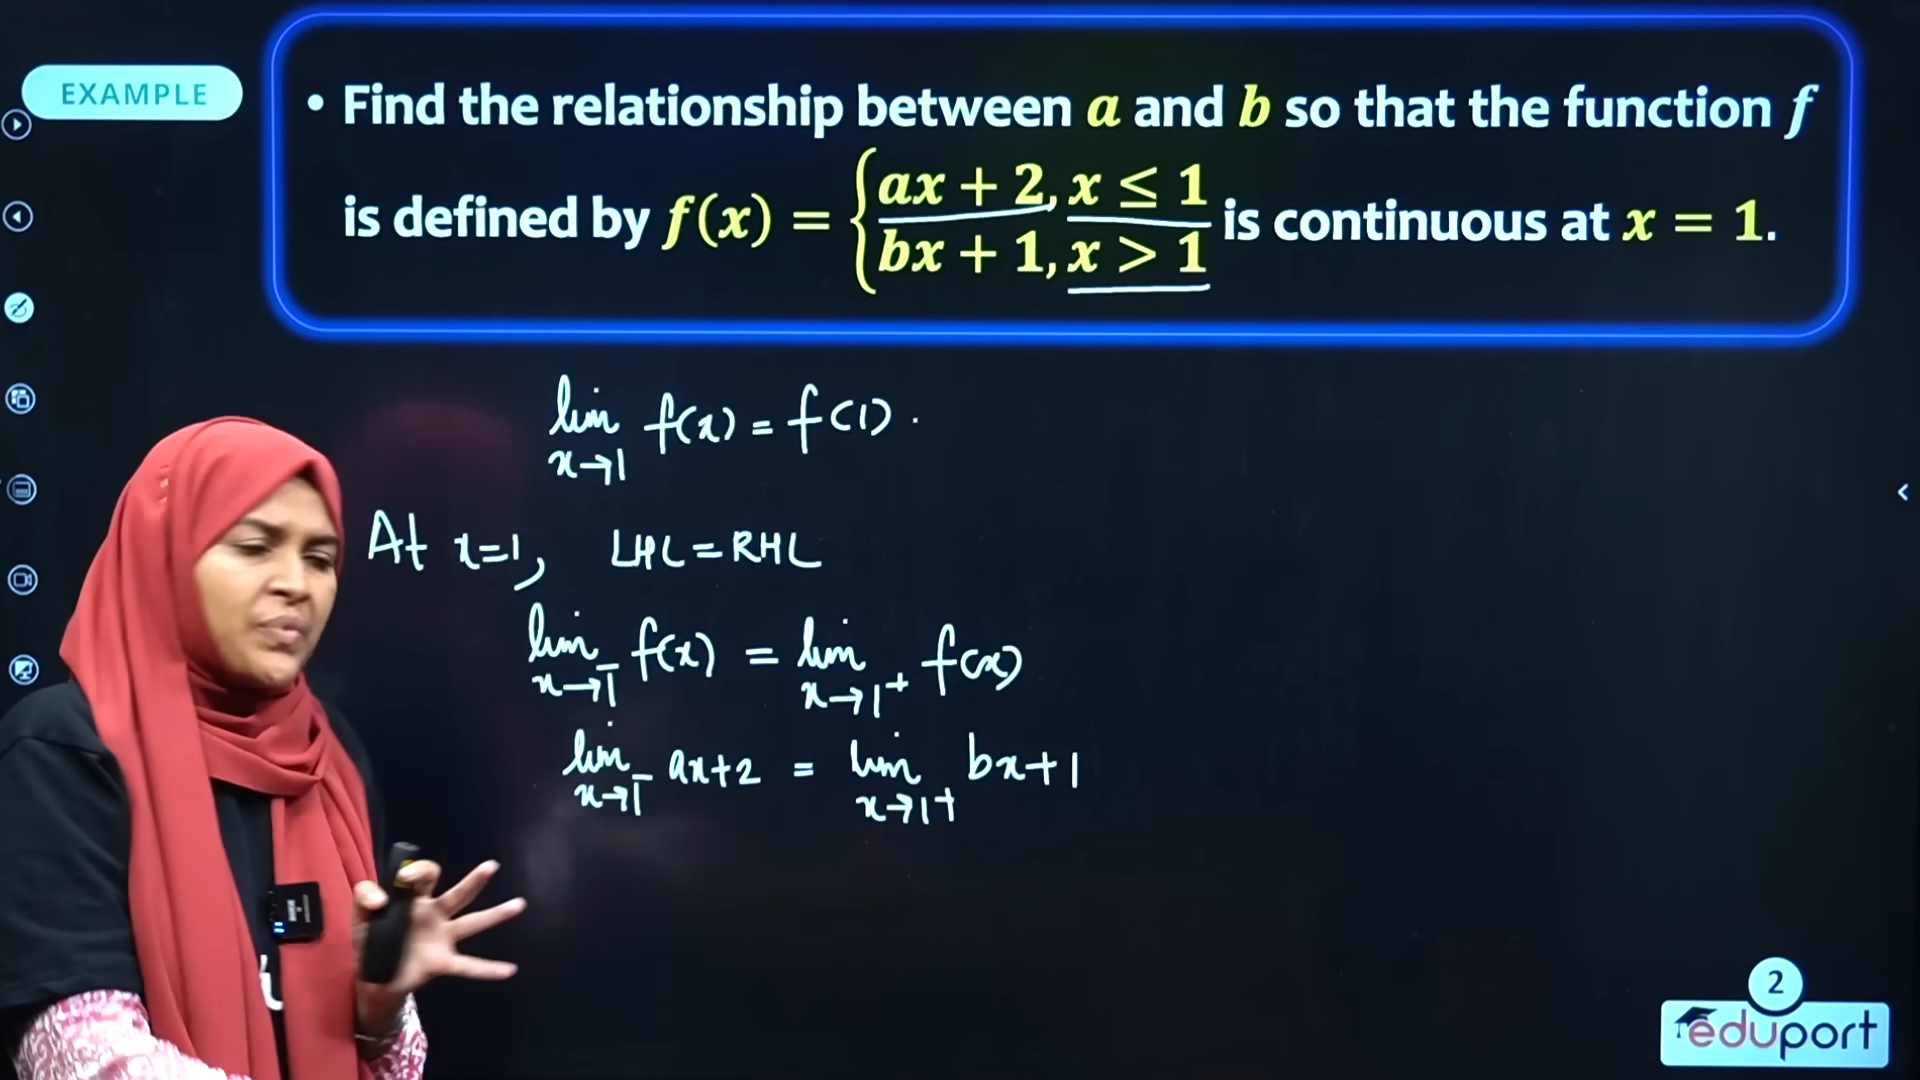 EXAMPLE
• Find the relationship between a and b so that the function f
is defined by f(x) = {ax + 2, x ≤ 1
bx + 1, x > 1 is continuous at x = 1.
lim x→1 f(x) = f(1).
At x=1, LHL = RHL
lim x→1⁻ f(x) = lim x→1⁺ f(x)
lim x→1⁻ ax+2 = lim x→1+ bx+1
2
eduport